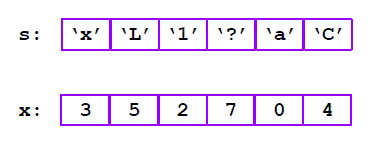 s: ‘x’ ‘L’ ‘1’ ‘?’ ‘a’ ‘C’
x: 3 5 2 7 0 4